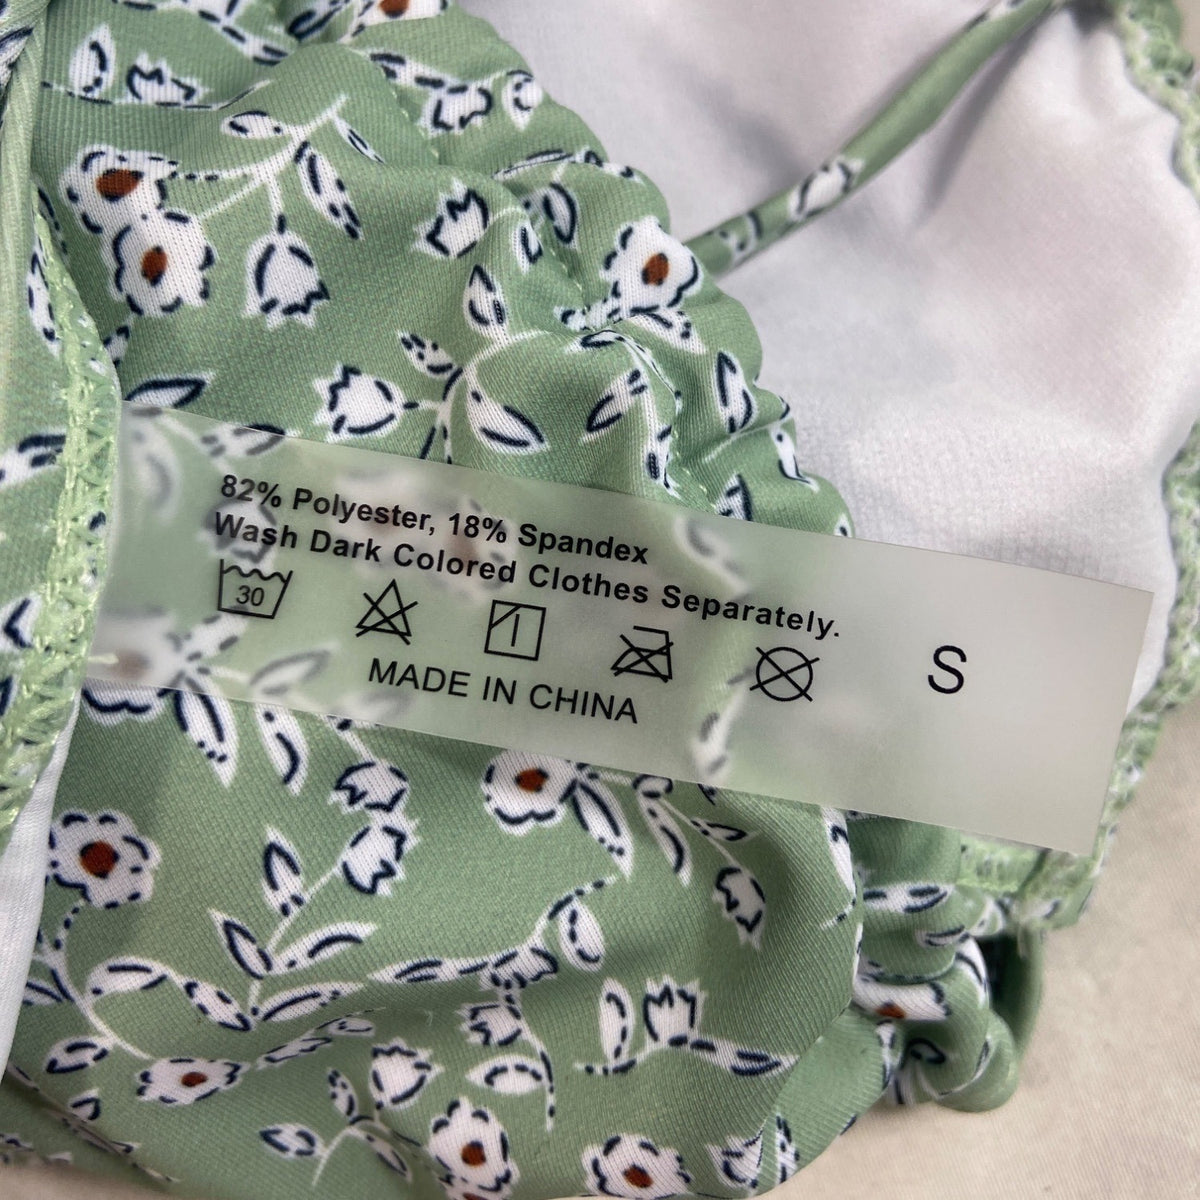 82% Polyester, 18% Spandex
Wash Dark Colored Clothes Separately.
30
S
MADE IN CHINA